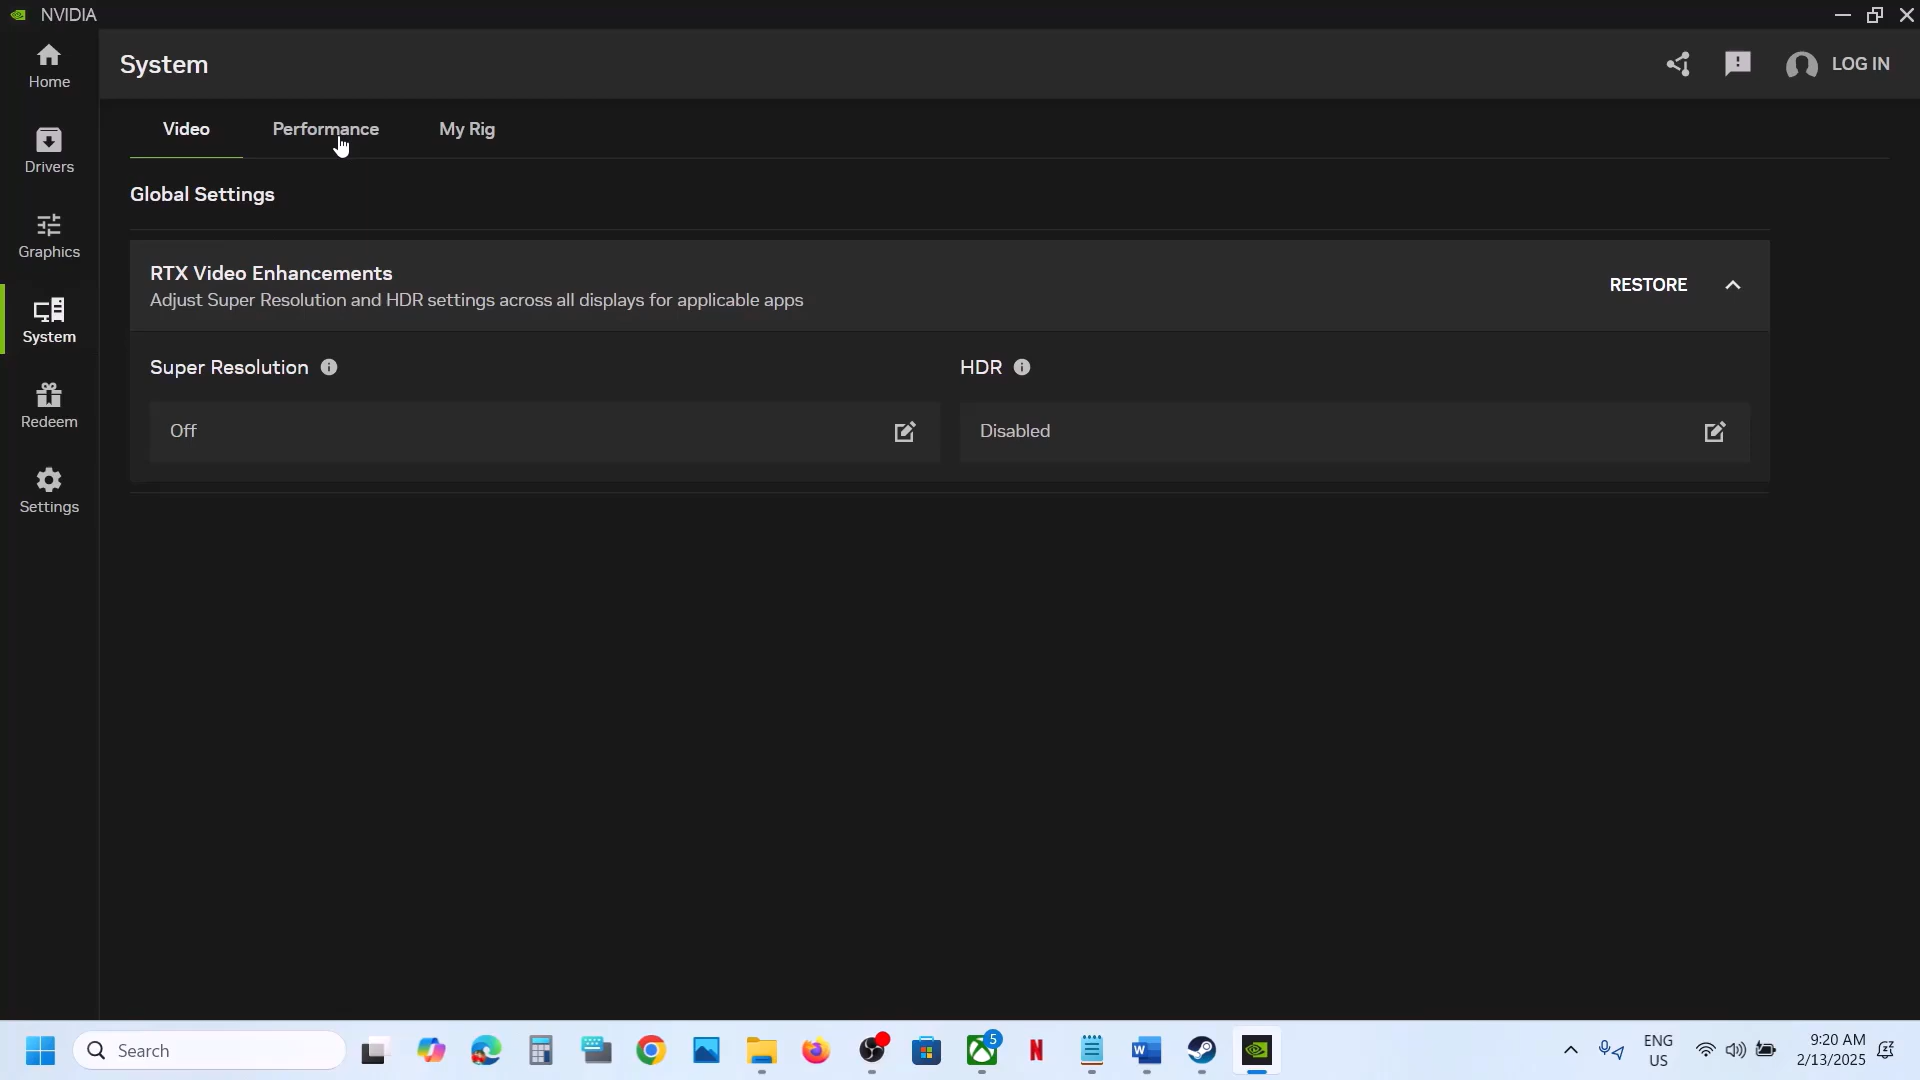 NVIDIA
Home
System
LOG IN
Video
Performance
My Rig
Drivers
Global Settings
Graphics
RTX Video Enhancements
Adjust Super Resolution and HDR settings across all displays for applicable apps
RESTORE
System
Super Resolution
HDR
Redeem
Off
Disabled
Settings
Search
5
N
W
ENG
US
9:20 AM
2/13/2025